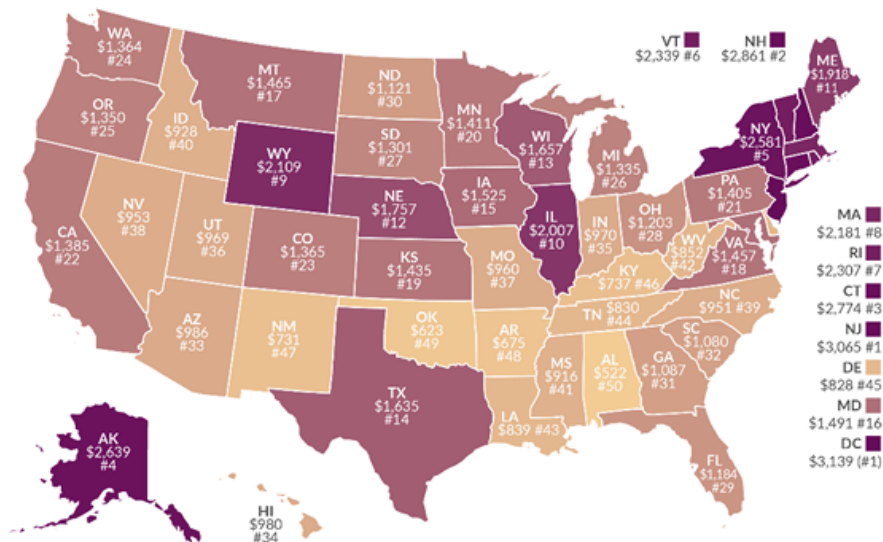 WA
$1,364
#24
OR
$1,350
#25
CA
$1,385
#22
ID
$928
#40
NV
$953
#38
MT
$1,465
#17
WY
$2,109
#9
UT
$969
#36
AZ
$986
#33
CO
$1,365
#23
NM
$731
#47
ND
$1,121
#30
SD
$1,301
#27
NE
$1,757
#12
KS
$1,435
#19
OK
$623
#49
TX
$1,635
#14
MN
$1,411
#20
IA
$1,525
#15
MO
$960
#37
AR
$675
#48
LA
$839 #43
WI
$1,657
#13
IL
$2,007
#10
MI
$1,335
#26
IN
$970
#35
OH
$1,203
#28
KY
$737 #46
TN $830
#44
MS
$916
#41
AL
$522
#50
GA
$1,087
#31
FL
$1,184
#29
SC
$1,080
#32
NC
$951 #39
VA
$1,457
#18
WV
$852
#42
PA
$1,405
#21
NY
$2,581
#5
ME
$1,918
#11
VT
$2,339 #6
NH
$2,861 #2
MA
$2,181 #8
RI
$2,307 #7
CT
$2,774 #3
NJ
$3,065 #1
DE
$828 #45
MD
$1,491 #16
DC
$3,139 (#1)
AK
$2,639
#4
HI
$980
#34